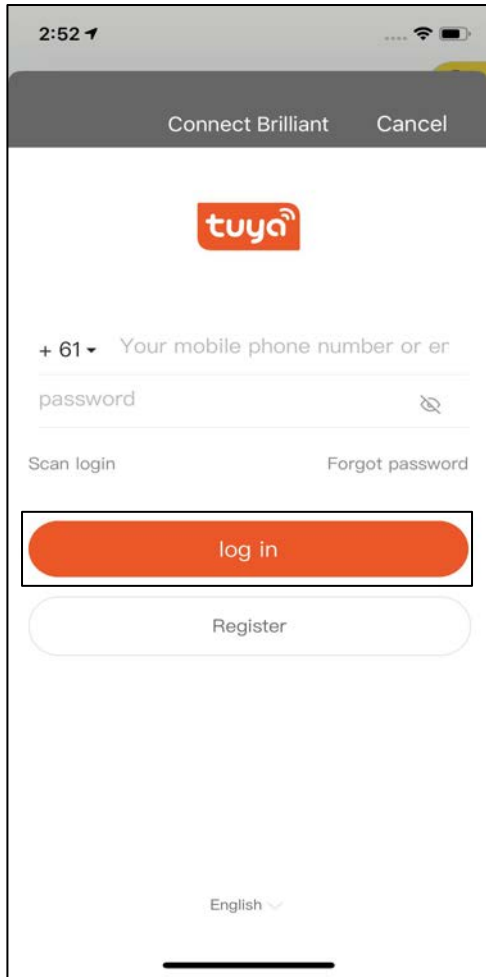 2:52
Connect Brilliant Cancel
tuya
+ 61 Your mobile phone number or er
password
Scan login Forgot password
log in
Register
English